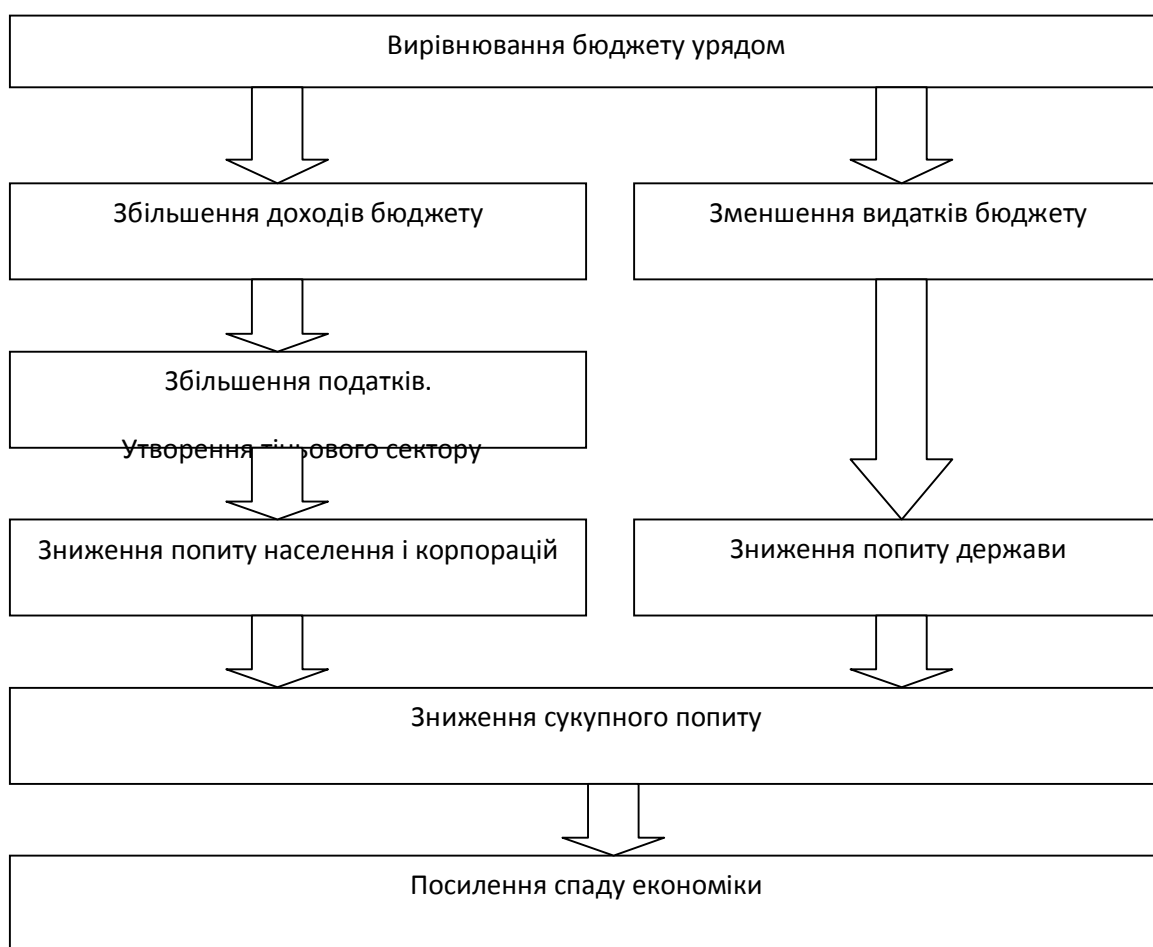 Вирівнювання бюджету урядом
Збільшення доходів бюджету
Зменшення видатків бюджету
Збільшення податків.
Утворення тіньового сектору
Зниження попиту населення і корпорацій
Зниження попиту держави
Зниження сукупного попиту
Посилення спаду економіки